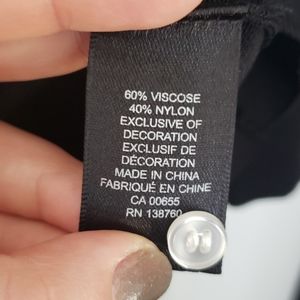 60% VISCOSE
40% NYLON
EXCLUSIVE OF
DECORATION
EXCLUSIF DE
DÉCORATION
MADE IN CHINA
FABRIQUÉ EN CHINE
CA 00655
RN 138760